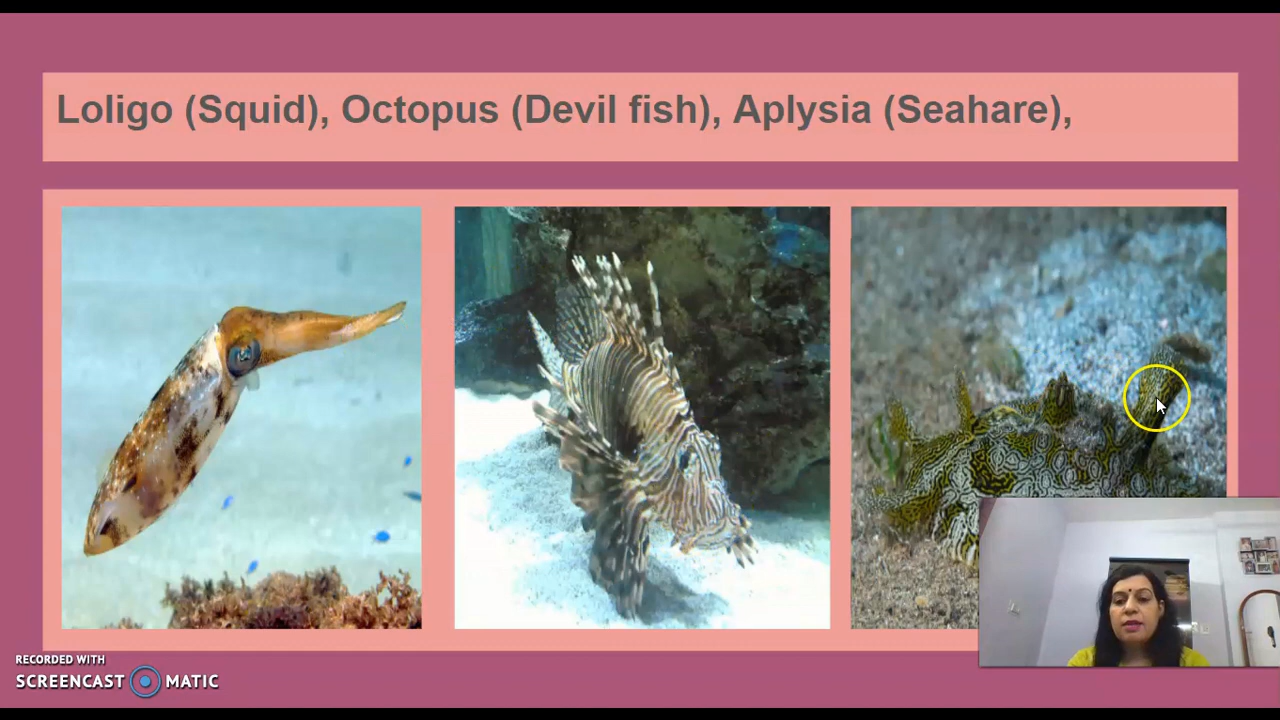 Loligo (Squid), Octopus (Devil fish), Aplysia (Seahare),
RECORDED WITH
SCREENCAST MATIC